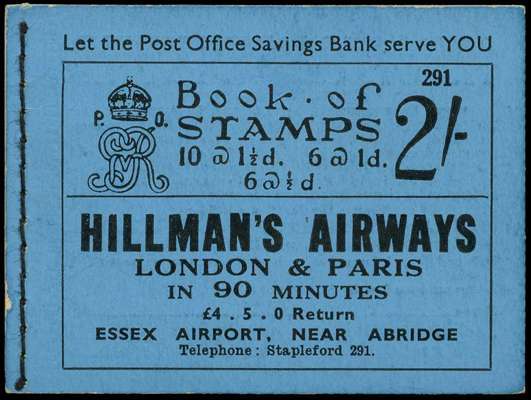 Let the Post Office Savings Bank serve YOU
291
P. O.
GVR
Book of
STAMPS
2/-
10 @ 1½d. 6 @ 1d.
6 @ ½d.
HILLMAN'S AIRWAYS
LONDON & PARIS
IN 90 MINUTES
£4 . 5 . 0 Return
ESSEX AIRPORT, NEAR ABRIDGE
Telephone: Stapleford 291.